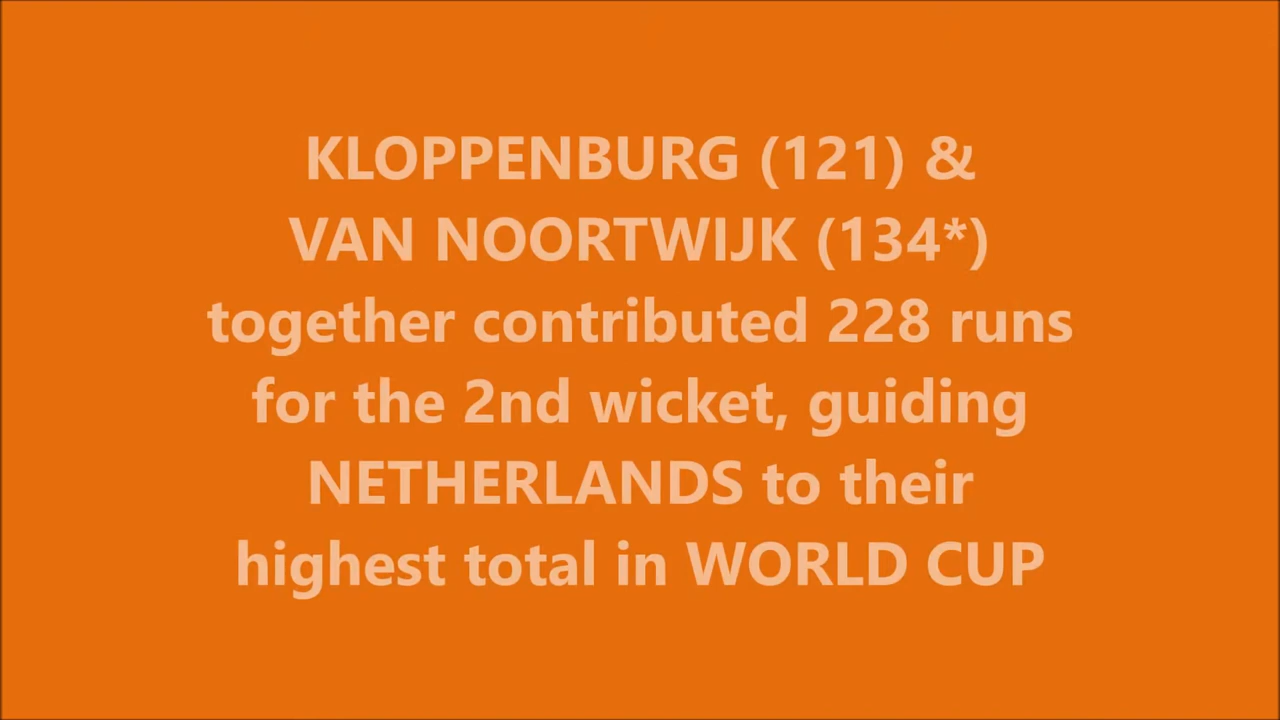 KLOPPENBURG (121) &
VAN NOORTWIJK (134*)
together contributed 228 runs
for the 2nd wicket, guiding
NETHERLANDS to their
highest total in WORLD CUP